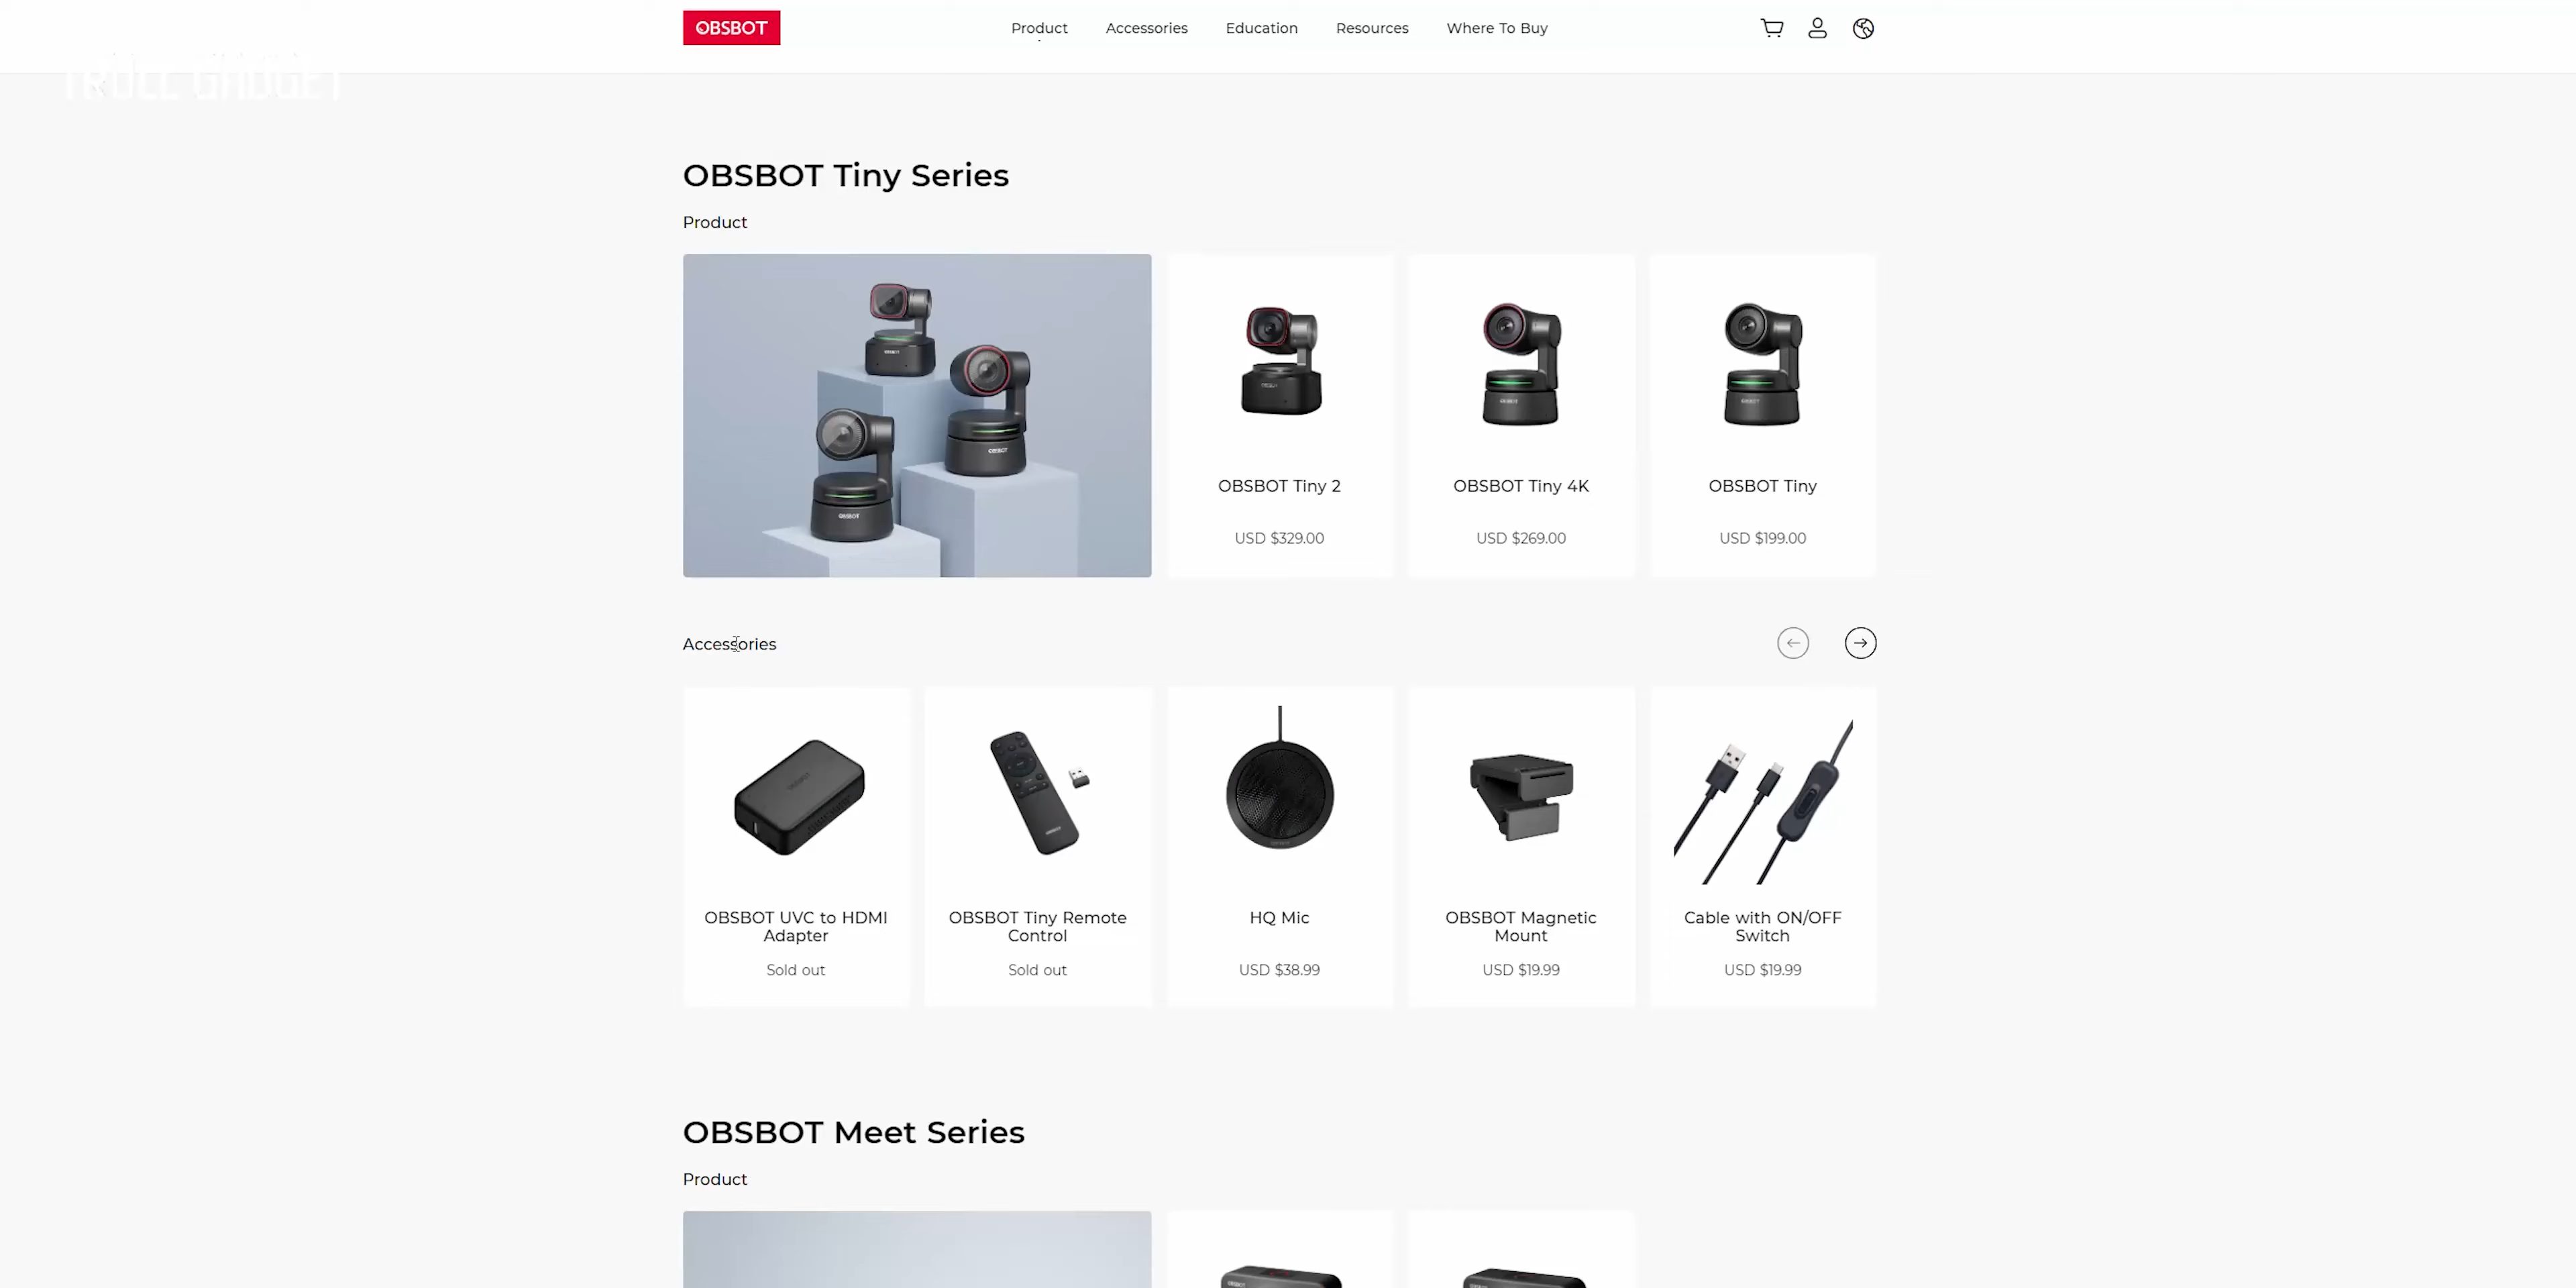 OBSBOT
Product Accessories Education Resources Where To Buy
OBSBOT Tiny Series
Product
OBSBOT
OBSBOT
OBSBOT Tiny 2
USD $329.00
OBSBOT Tiny 4K
USD $269.00
OBSBOT Tiny
USD $199.00
Accessories
OBSBOT UVC to HDMI
Adapter
Sold out
OBSBOT Tiny Remote
Control
Sold out
HQ Mic
USD $38.99
OBSBOT Magnetic
Mount
USD $19.99
Cable with ON/OFF
Switch
USD $19.99
OBSBOT Meet Series
Product